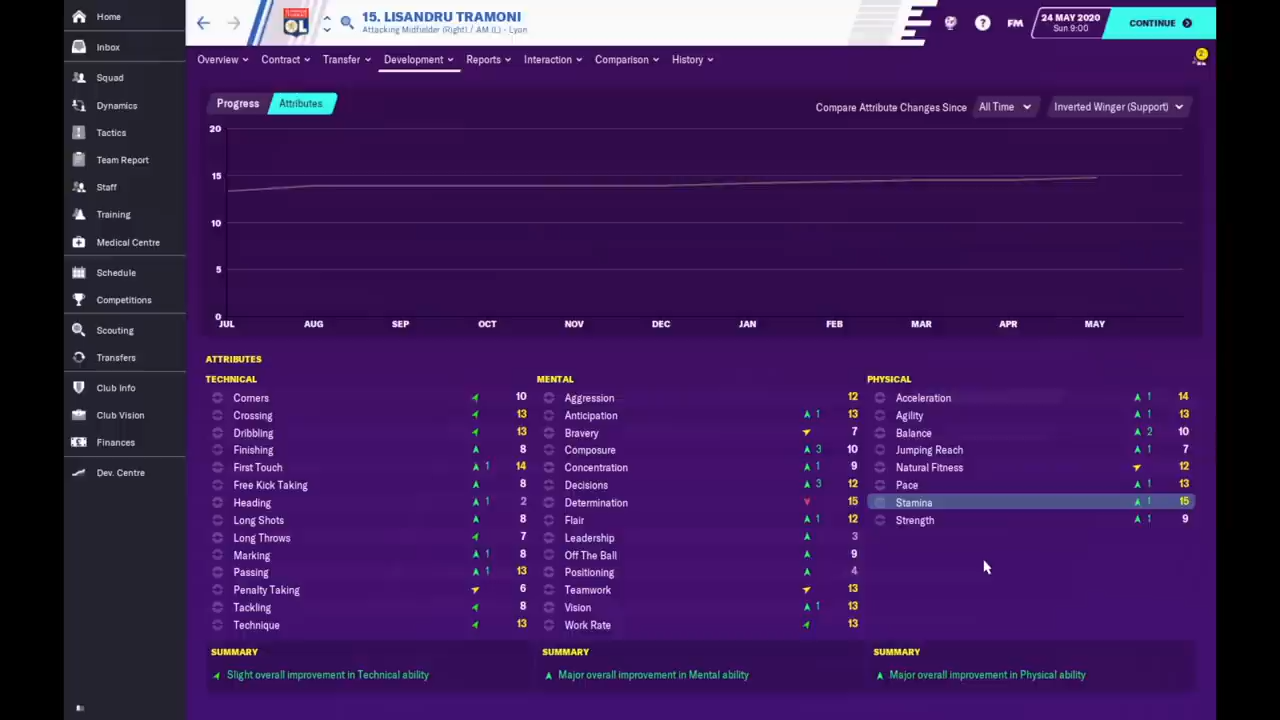 Home
Inbox
Squad
Dynamics
Tactics
Team Report
Staff
Training
Medical Centre
Schedule
Competitions
Scouting
Transfers
Club Info
Club Vision
Finances
Dev. Centre
OL
15. LISANDRU TRAMONI
Attacking Midfielder (Right) / AM (L) - Lyon
?
FM
24 MAY 2020
Sun 9:00
CONTINUE
Overview
Contract
Transfer
Development
Reports
Interaction
Comparison
History
2
Progress
Attributes
Compare Attribute Changes Since
All Time
Inverted Winger (Support)
20
15
10
5
0
JUL AUG SEP OCT NOV DEC JAN FEB MAR APR MAY
ATTRIBUTES
TECHNICAL
Corners 10
Crossing 13
Dribbling 13
Finishing 8
First Touch 1 14
Free Kick Taking 8
Heading 1 2
Long Shots 8
Long Throws 7
Marking 1 8
Passing 1 13
Penalty Taking 6
Tackling 8
Technique 13
MENTAL
Aggression 12
Anticipation 1 13
Bravery 7
Composure 3 10
Concentration 1 9
Decisions 3 12
Determination 15
Flair 1 12
Leadership 3
Off The Ball 9
Positioning 4
Teamwork 13
Vision 1 13
Work Rate 13
PHYSICAL
Acceleration 1 14
Agility 1 13
Balance 2 10
Jumping Reach 1 7
Natural Fitness 12
Pace 1 13
Stamina 1 15
Strength 1 9
SUMMARY
Slight overall improvement in Technical ability
SUMMARY
Major overall improvement in Mental ability
SUMMARY
Major overall improvement in Physical ability